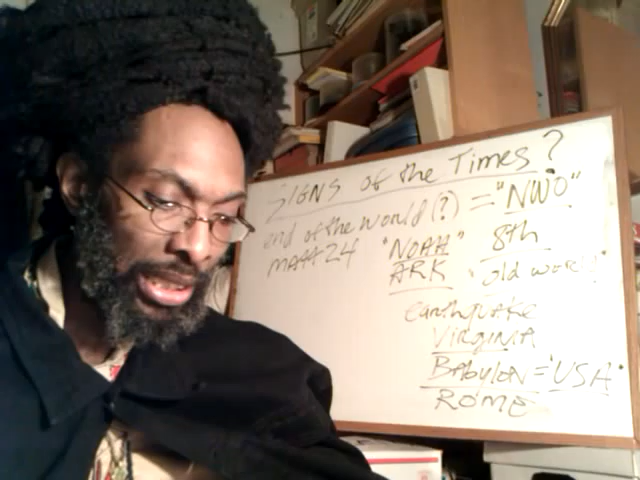 SIGNS of the Times?
end of the world(?) = "NWO"
MATT 24 "NOAH" 8th
ARK "old world"
earthquake
VIRGINIA
BAbylON = "USA"
ROME